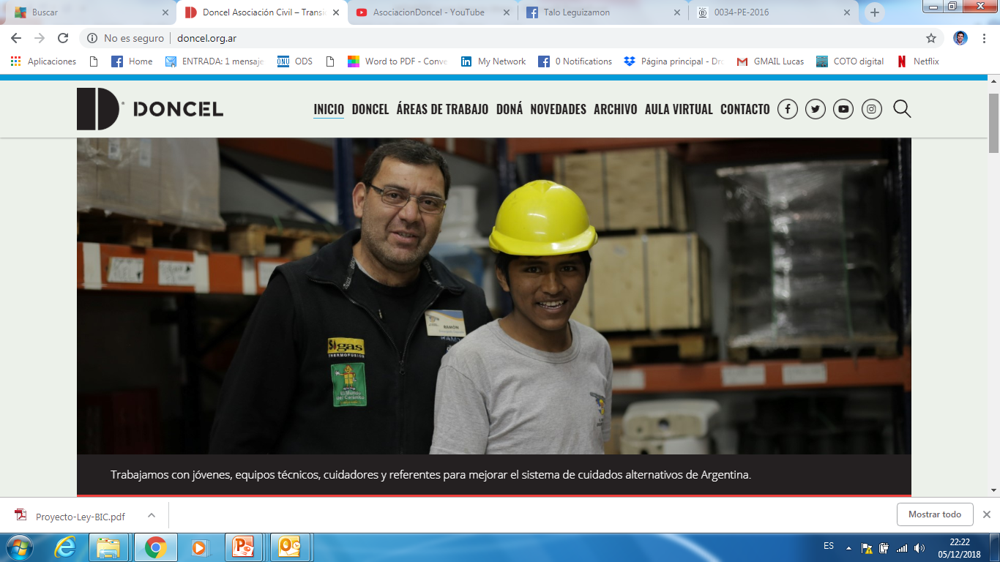 Buscar
Doncel Asociación Civil – Transi
AsociacionDoncel - YouTube
Talo Leguizamon
0034-PE-2016
No es seguro | doncel.org.ar
Aplicaciones
Home
ENTRADA: 1 mensaje
ODS
Word to PDF - Conve
My Network
0 Notifications
Página principal - Dro
GMAIL Lucas
COTO digital
Netflix
DONCEL
INICIO DONCEL ÁREAS DE TRABAJO DONÁ NOVEDADES ARCHIVO AULA VIRTUAL CONTACTO
RAMÓN
Sigas
THERMOFUSION
Trabajamos con jóvenes, equipos técnicos, cuidadores y referentes para mejorar el sistema de cuidados alternativos de Argentina.
Proyecto-Ley-BIC.pdf
Mostrar todo
ES
22:22
05/12/2018